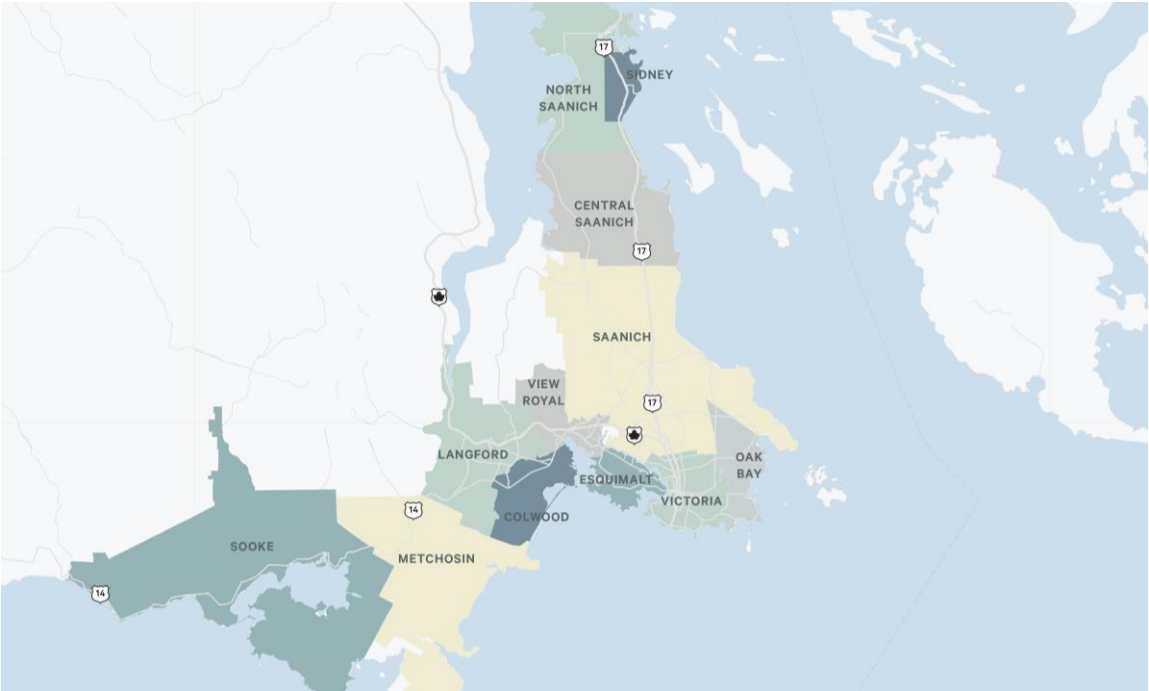 17
SIDNEY
NORTH
SAANICH
CENTRAL
SAANICH
17
SAANICH
VIEW
ROYAL
17
LANGFORD
OAK
BAY
ESQUIMALT
VICTORIA
14
COLWOOD
SOOKE
METCHOSIN
14